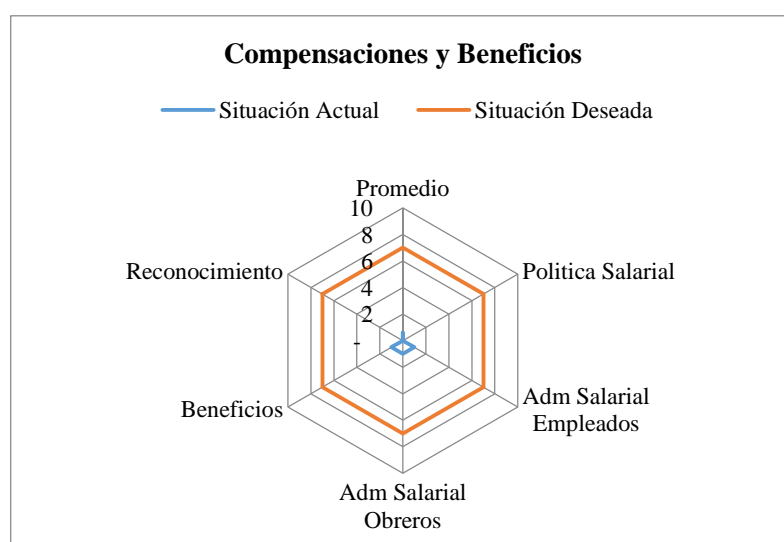 Compensaciones y Beneficios
Situación Actual
Situación Deseada
Promedio
10
8
6
4
2
-
Reconocimiento
Politica Salarial
Beneficios
Adm Salarial
Empleados
Adm Salarial
Obreros